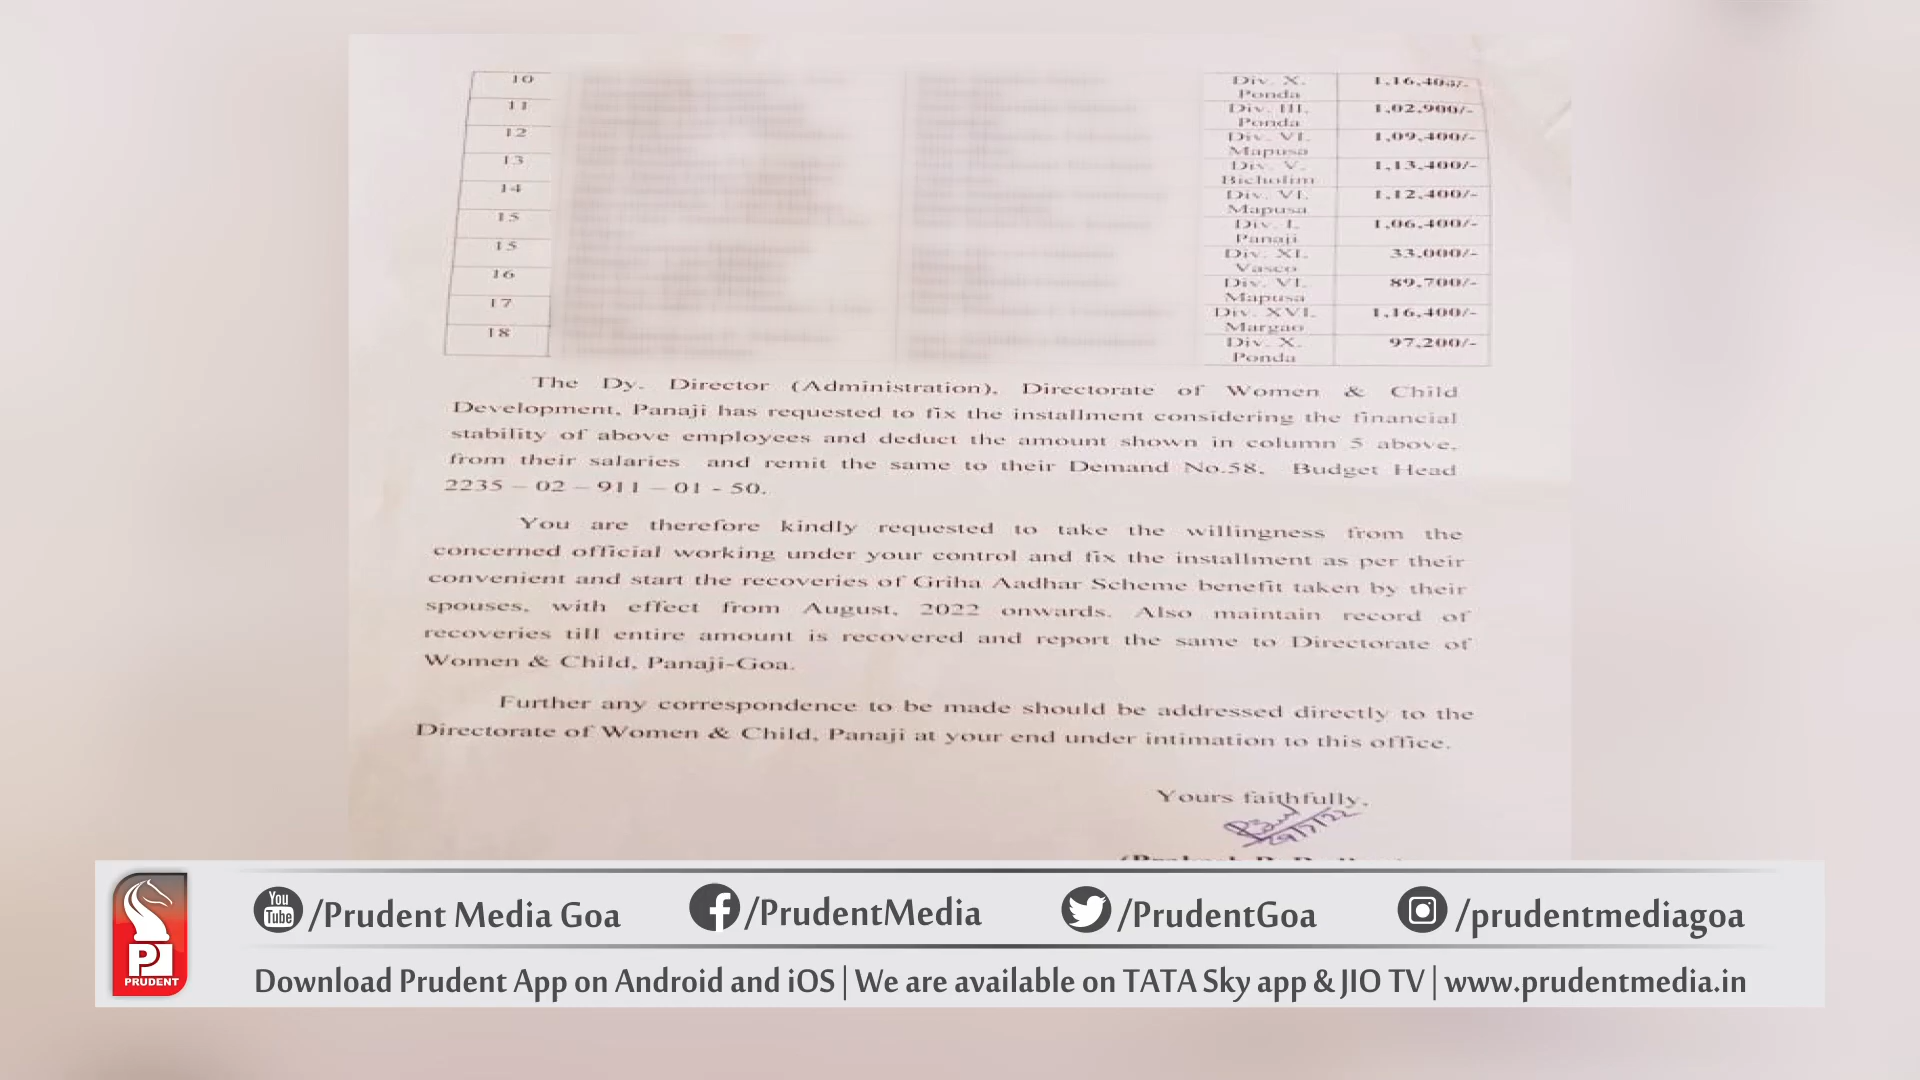 10 Div. X. Ponda 1,16,400/-
11 Div. III. Ponda 1,02,900/-
12 Div. VI. Mapusa 1,09,400/-
13 Div. V. Bicholim 1,13,400/-
14 Div. VI. Mapusa 1,12,400/-
15 Div. I. Panaji 1,06,400/-
15 Div. XI. Vasco 33,000/-
16 Div. VI. Mapusa 89,700/-
17 Div. XVI. Margao 1,16,400/-
18 Div. X. Ponda 97,200/-
The Dy. Director (Administration), Directorate of Women & Child
Development, Panaji has requested to fix the installment considering the financial
stability of above employees and deduct the amount shown in column 5 above,
from their salaries and remit the same to their Demand No.58, Budget Head
2235 – 02 – 911 – 01 - 50.
You are therefore kindly requested to take the willingness from the
concerned official working under your control and fix the installment as per their
convenient and start the recoveries of Griha Aadhar Scheme benefit taken by their
spouses, with effect from August, 2022 onwards. Also maintain record of
recoveries till entire amount is recovered and report the same to Directorate of
Women & Child, Panaji-Goa.
Further any correspondence to be made should be addressed directly to the
Directorate of Women & Child, Panaji at your end under intimation to this office.
Yours faithfully,
29/7/22
PRUDENT
You Tube /Prudent Media Goa /PrudentMedia /PrudentGoa /prudentmediagoa
Download Prudent App on Android and iOS | We are available on TATA Sky app & JIO TV | www.prudentmedia.in